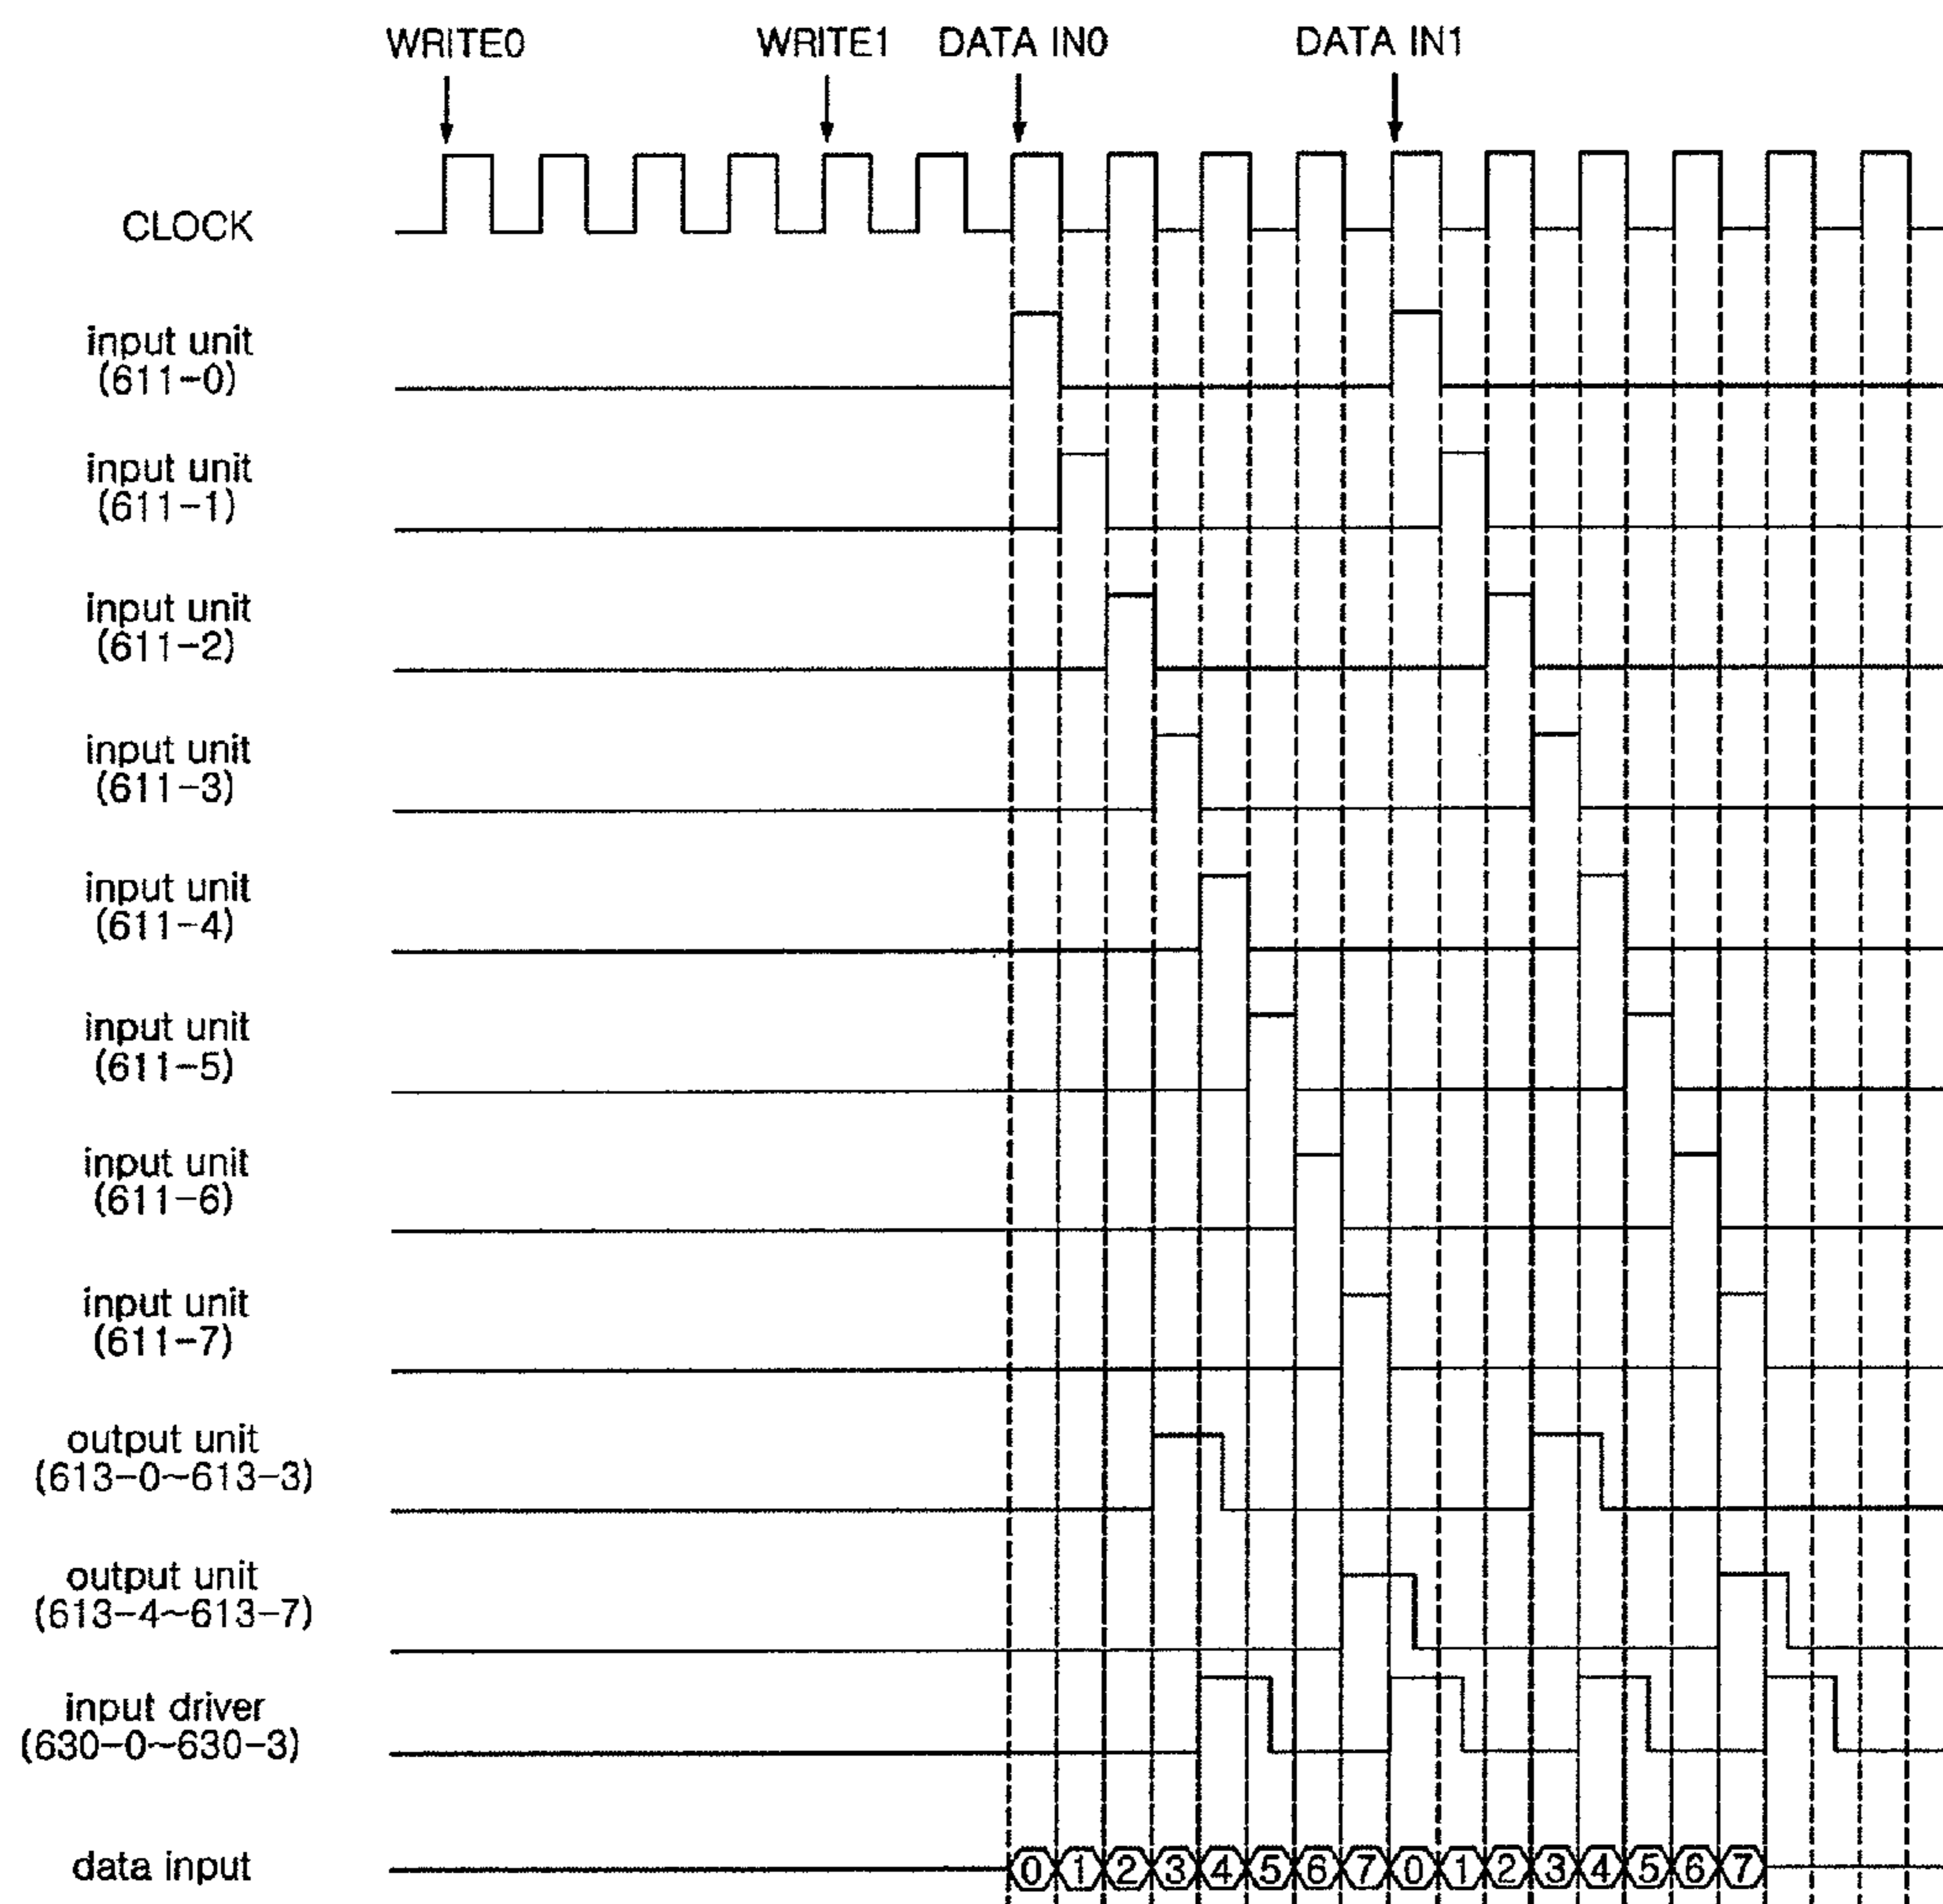 WRITE0 WRITE1 DATA IN0 DATA IN1
CLOCK
input unit
(611-0)
input unit
(611-1)
input unit
(611-2)
input unit
(611-3)
input unit
(611-4)
input unit
(611-5)
input unit
(611-6)
input unit
(611-7)
output unit
(613-0~613-3)
output unit
(613-4~613-7)
input driver
(630-0~630-3)
data input 0 1 2 3 4 5 6 7 0 1 2 3 4 5 6 7